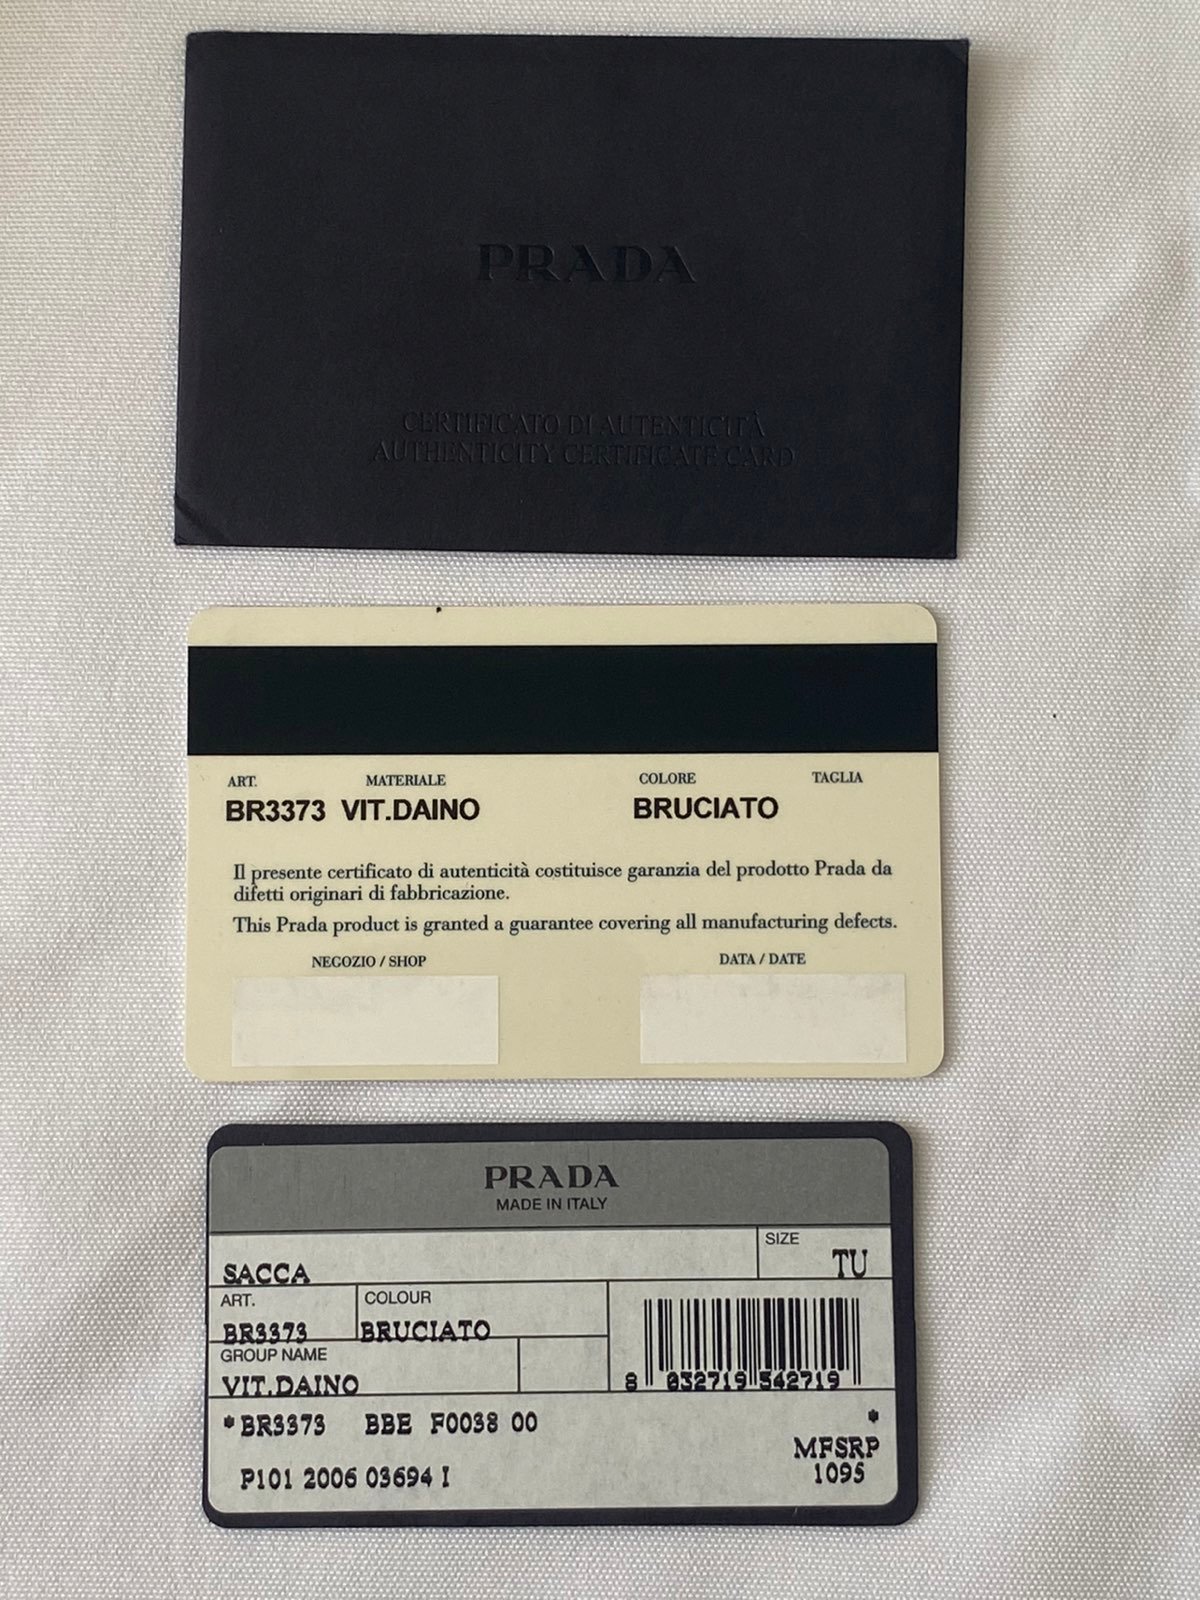 PRADA
CERTIFICATO DI AUTENTICITÀ
AUTHENTICITY CERTIFICATE CARD
ART. MATERIALE COLORE TAGLIA
BR3373 VIT.DAINO BRUCIATO
Il presente certificato di autenticità costituisce garanzia del prodotto Prada da
difetti originari di fabbricazione.
This Prada product is granted a guarantee covering all manufacturing defects.
NEGOZIO / SHOP DATA / DATE
PRADA
MADE IN ITALY
SIZE
SACCA TU
ART. COLOUR
BR3373 BRUCIATO
GROUP NAME
VIT.DAINO
8 032719 542719
*BR3373 BBE F0038 00 *
MFSRP
P101 2006 03694 I 1095